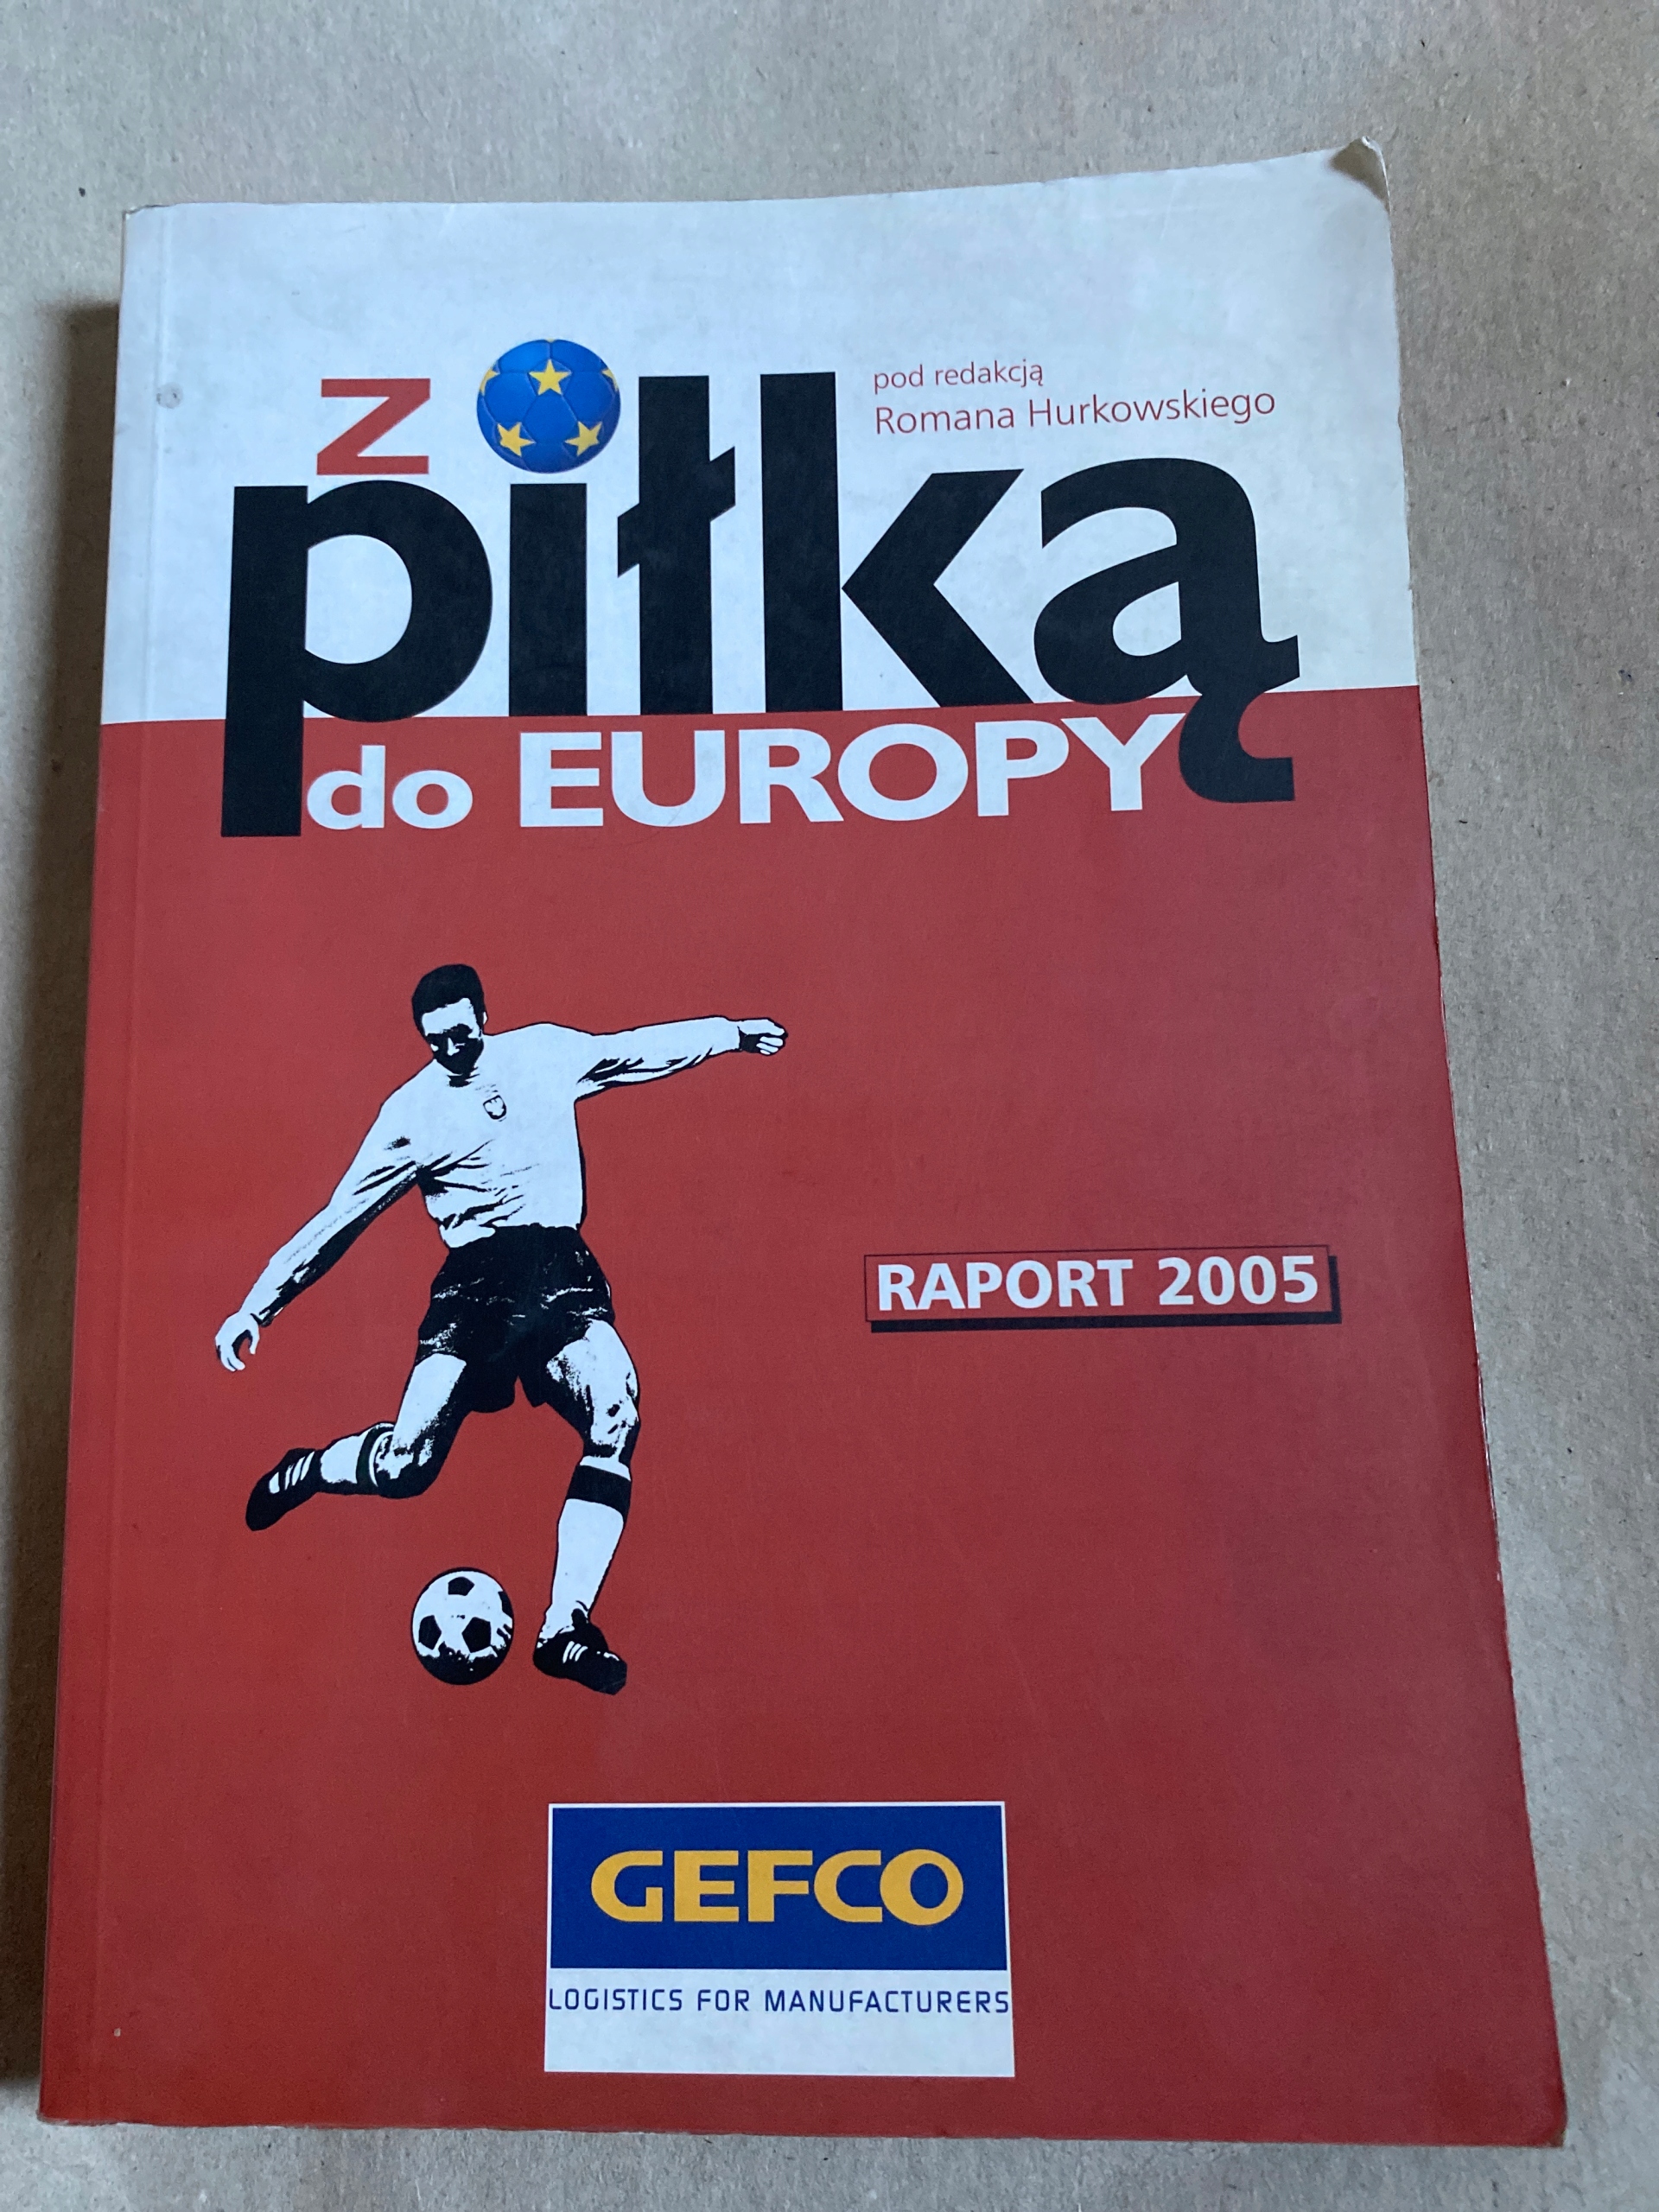 z
piłką
pod redakcją
Romana Hurkowskiego
do EUROPY
RAPORT 2005
GEFCO
LOGISTICS FOR MANUFACTURERS